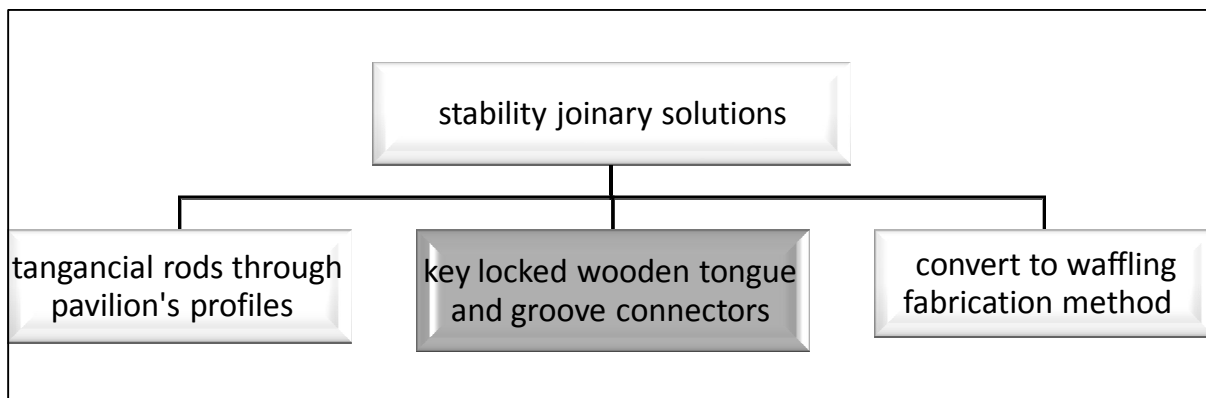 stability joinary solutions
tangancial rods through
pavilion's profiles
key locked wooden tongue
and groove connectors
convert to waffling
fabrication method